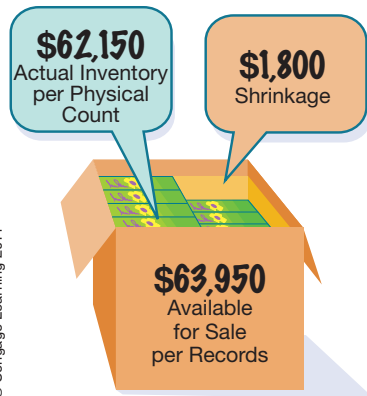 $62,150
Actual Inventory
per Physical
Count
$1,800
Shrinkage
$63,950
Available
for Sale
per Records